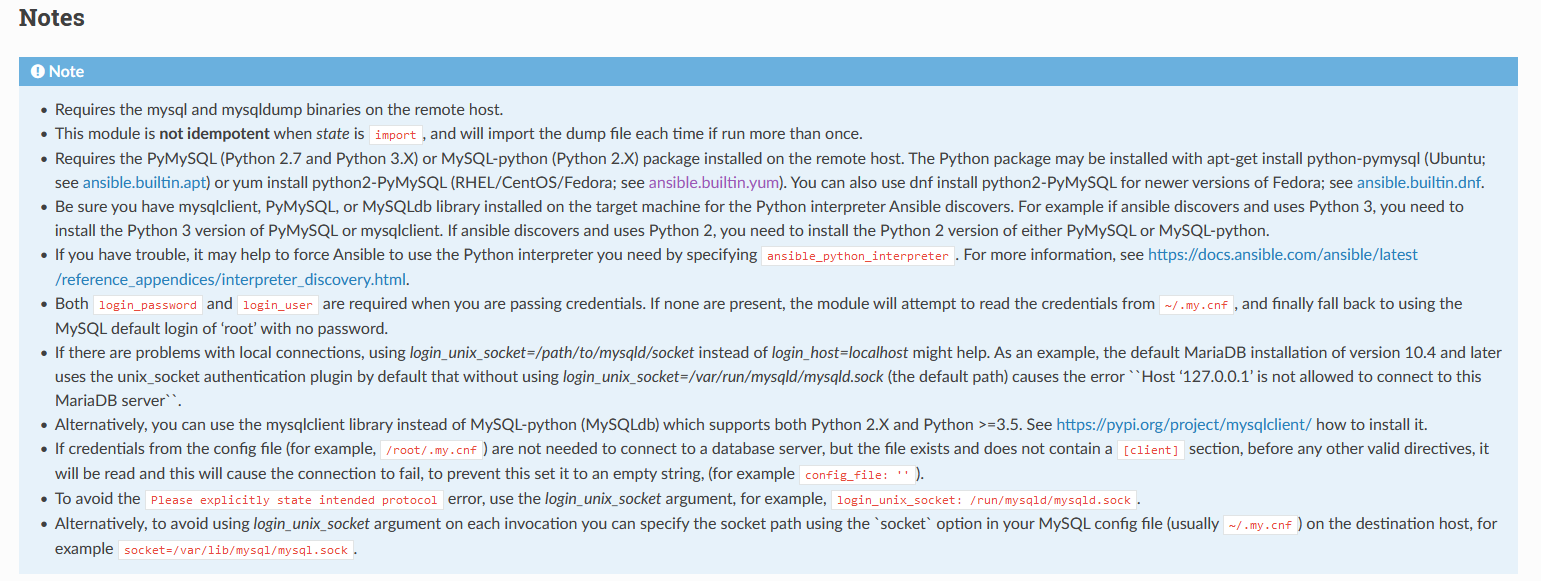 Notes
Note
Requires the mysql and mysqldump binaries on the remote host.
This module is not idempotent when state is import, and will import the dump file each time if run more than once.
Requires the PyMySQL (Python 2.7 and Python 3.X) or MySQL-python (Python 2.X) package installed on the remote host. The Python package may be installed with apt-get install python-pymysql (Ubuntu;
see ansible.builtin.apt) or yum install python2-PyMySQL (RHEL/CentOS/Fedora; see ansible.builtin.yum). You can also use dnf install python2-PyMySQL for newer versions of Fedora; see ansible.builtin.dnf.
Be sure you have mysqlclient, PyMySQL, or MySQLdb library installed on the target machine for the Python interpreter Ansible discovers. For example if ansible discovers and uses Python 3, you need to
install the Python 3 version of PyMySQL or mysqlclient. If ansible discovers and uses Python 2, you need to install the Python 2 version of either PyMySQL or MySQL-python.
If you have trouble, it may help to force Ansible to use the Python interpreter you need by specifying ansible_python_interpreter. For more information, see https://docs.ansible.com/ansible/latest
/reference_appendices/interpreter_discovery.html.
Both login_password and login_user are required when you are passing credentials. If none are present, the module will attempt to read the credentials from ~/.my.cnf, and finally fall back to using the
MySQL default login of ‘root’ with no password.
If there are problems with local connections, using login_unix_socket=/path/to/mysqld/socket instead of login_host=localhost might help. As an example, the default MariaDB installation of version 10.4 and later
uses the unix_socket authentication plugin by default that without using login_unix_socket=/var/run/mysqld/mysqld.sock (the default path) causes the error ``Host ‘127.0.0.1’ is not allowed to connect to this
MariaDB server``.
Alternatively, you can use the mysqlclient library instead of MySQL-python (MySQLdb) which supports both Python 2.X and Python >=3.5. See https://pypi.org/project/mysqlclient/ how to install it.
If credentials from the config file (for example, /root/.my.cnf) are not needed to connect to a database server, but the file exists and does not contain a [client] section, before any other valid directives, it
will be read and this will cause the connection to fail, to prevent this set it to an empty string, (for example config_file: '').
To avoid the Please explicitly state intended protocol error, use the login_unix_socket argument, for example, login_unix_socket: /run/mysqld/mysqld.sock.
Alternatively, to avoid using login_unix_socket argument on each invocation you can specify the socket path using the `socket` option in your MySQL config file (usually ~/.my.cnf) on the destination host, for
example socket=/var/lib/mysql/mysql.sock.